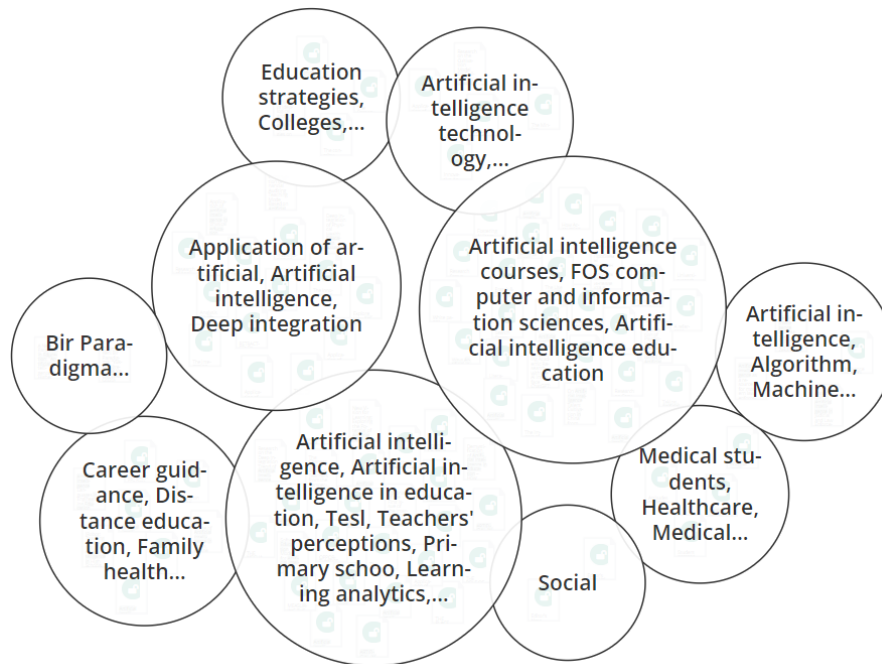 Education
strategies,
Colleges,...
Artificial in-
telligence
technol-
ogy,...
Application of ar-
tificial, Artificial
intelligence,
Deep integration
Artificial intelligence
courses, FOS com-
puter and informa-
tion sciences, Artifi-
cial intelligence edu-
cation
Bir Para-
digma...
Artificial in-
telligence,
Algorithm,
Machine...
Career guid-
ance, Dis-
tance educa-
tion, Family
health...
Artificial intelli-
gence, Artificial in-
telligence in educa-
tion, Tesl, Teachers'
perceptions, Pri-
mary schoo, Learn-
ing analytics,...
Medical stu-
dents,
Healthcare,
Medical...
Social